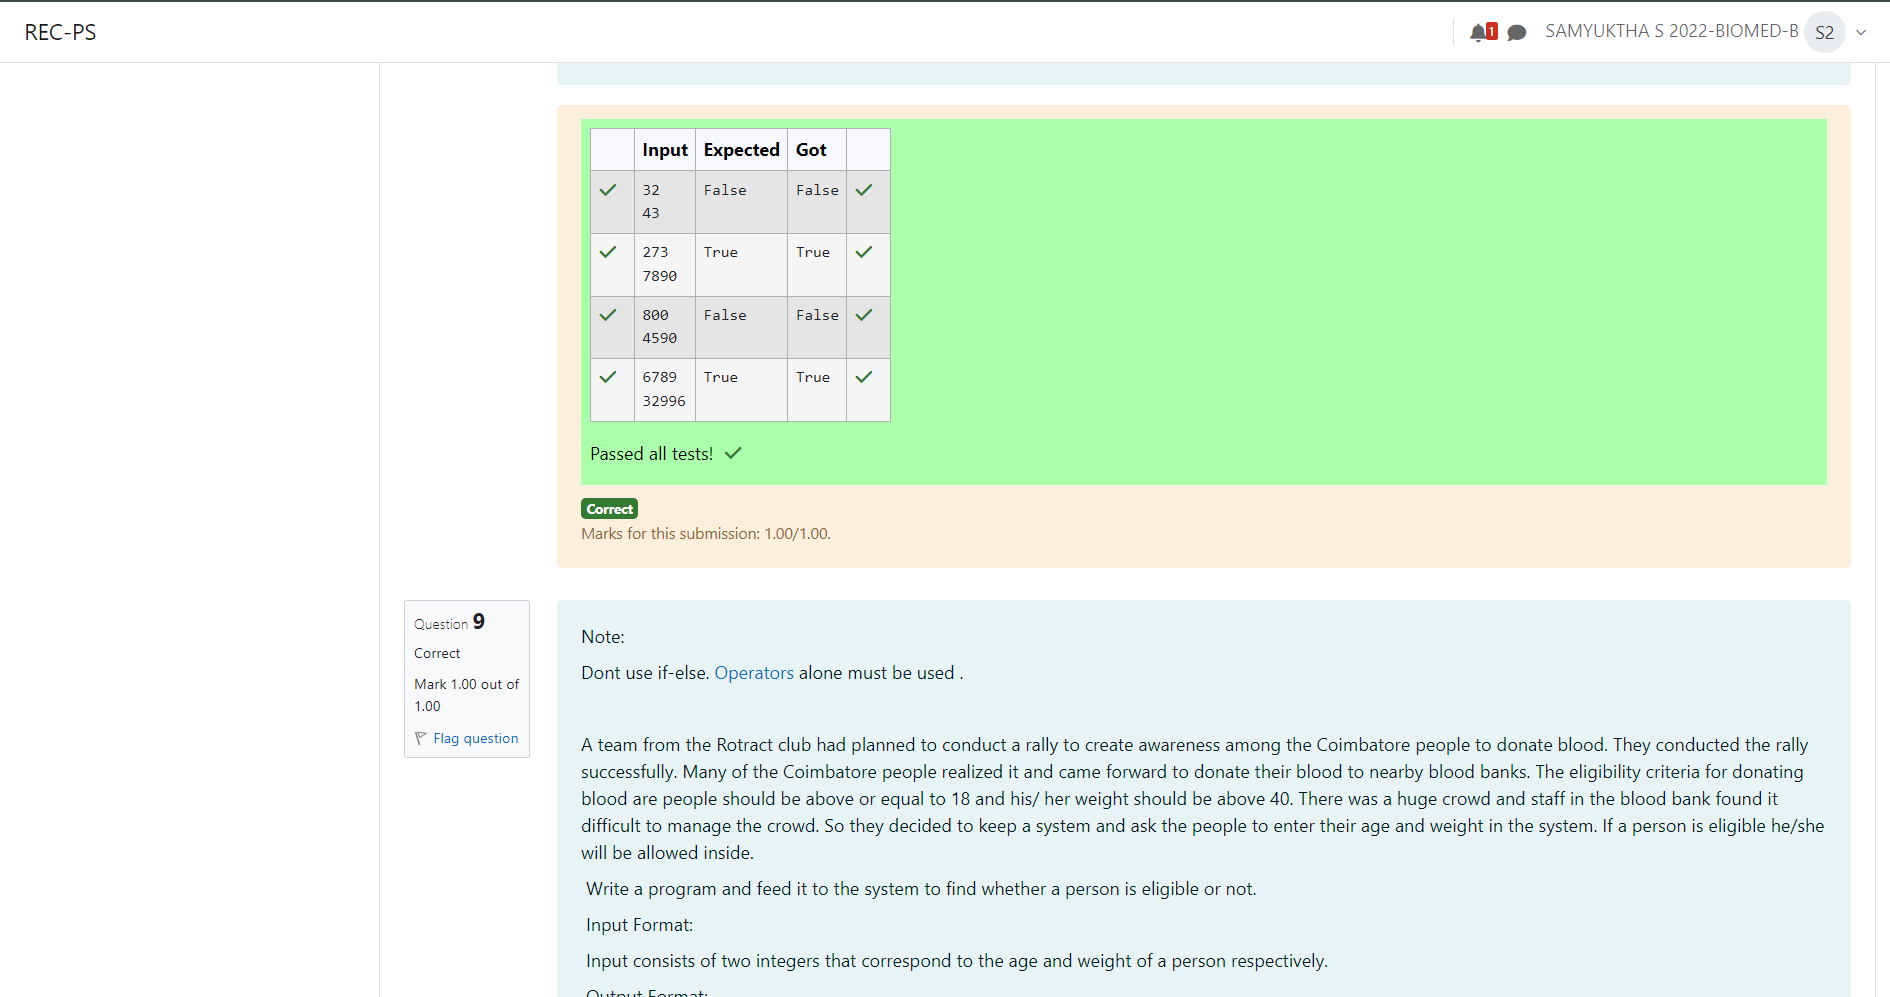 REC-PS
1
SAMYUKTHA S 2022-BIOMED-B S2
Input Expected Got
32 False False
43
273 True True
7890
800 False False
4590
6789 True True
32996
Passed all tests!
Correct
Marks for this submission: 1.00/1.00.
Question 9
Correct
Mark 1.00 out of
1.00
Flag question
Note:
Dont use if-else. Operators alone must be used .
A team from the Rotract club had planned to conduct a rally to create awareness among the Coimbatore people to donate blood. They conducted the rally
successfully. Many of the Coimbatore people realized it and came forward to donate their blood to nearby blood banks. The eligibility criteria for donating
blood are people should be above or equal to 18 and his/ her weight should be above 40. There was a huge crowd and staff in the blood bank found it
difficult to manage the crowd. So they decided to keep a system and ask the people to enter their age and weight in the system. If a person is eligible he/she
will be allowed inside.
Write a program and feed it to the system to find whether a person is eligible or not.
Input Format:
Input consists of two integers that correspond to the age and weight of a person respectively.
Output Format: